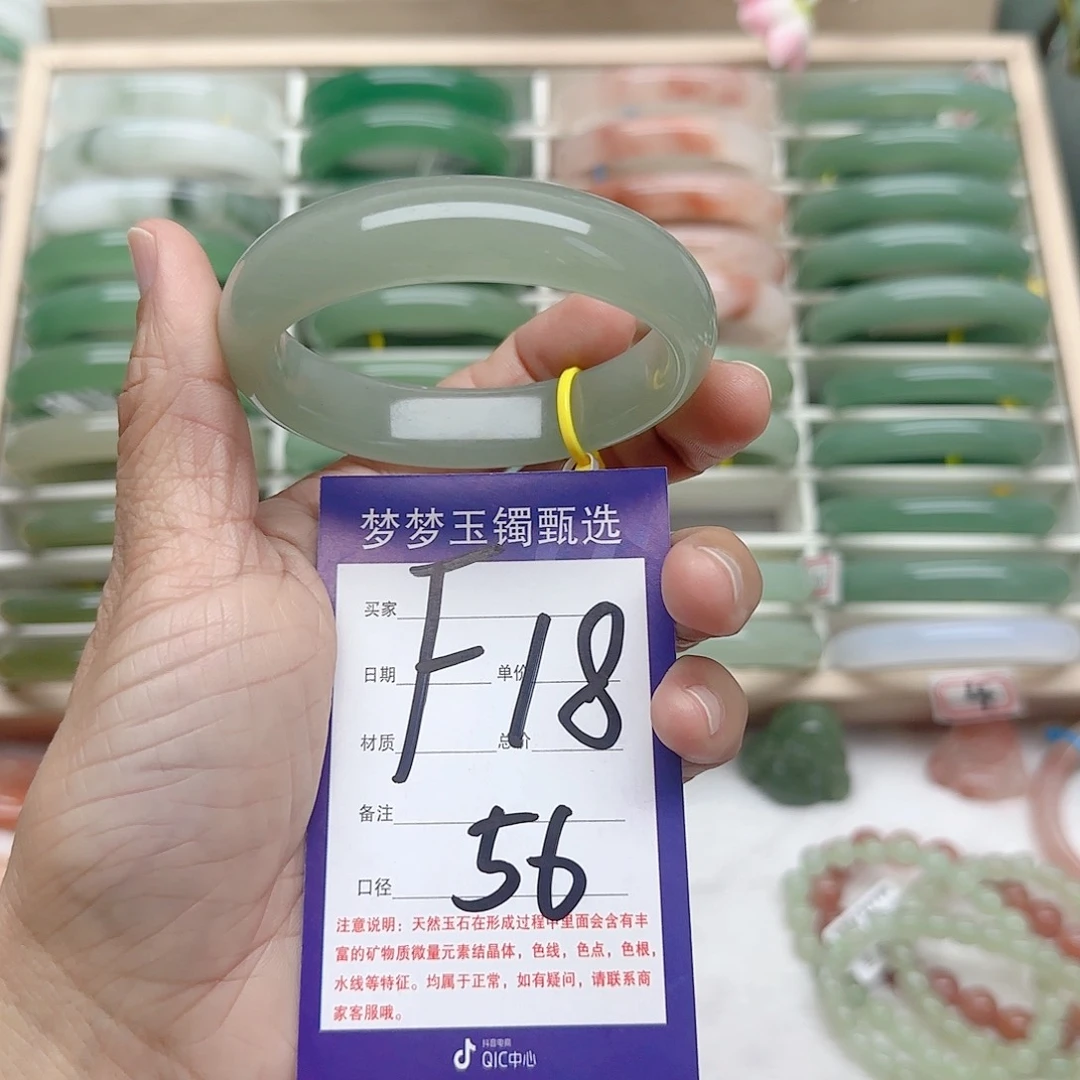 梦梦玉镯甄选
买家
F18
日期 单价
材质 总价
备注
56
口径
注意说明：天然玉石在形成过程中里面会含有丰
富的矿物质微量元素结晶体，色线，色点，色根，
水线等特征。均属于正常，如有疑问，请联系商
家客服哦。
抖音电商
QIC中心